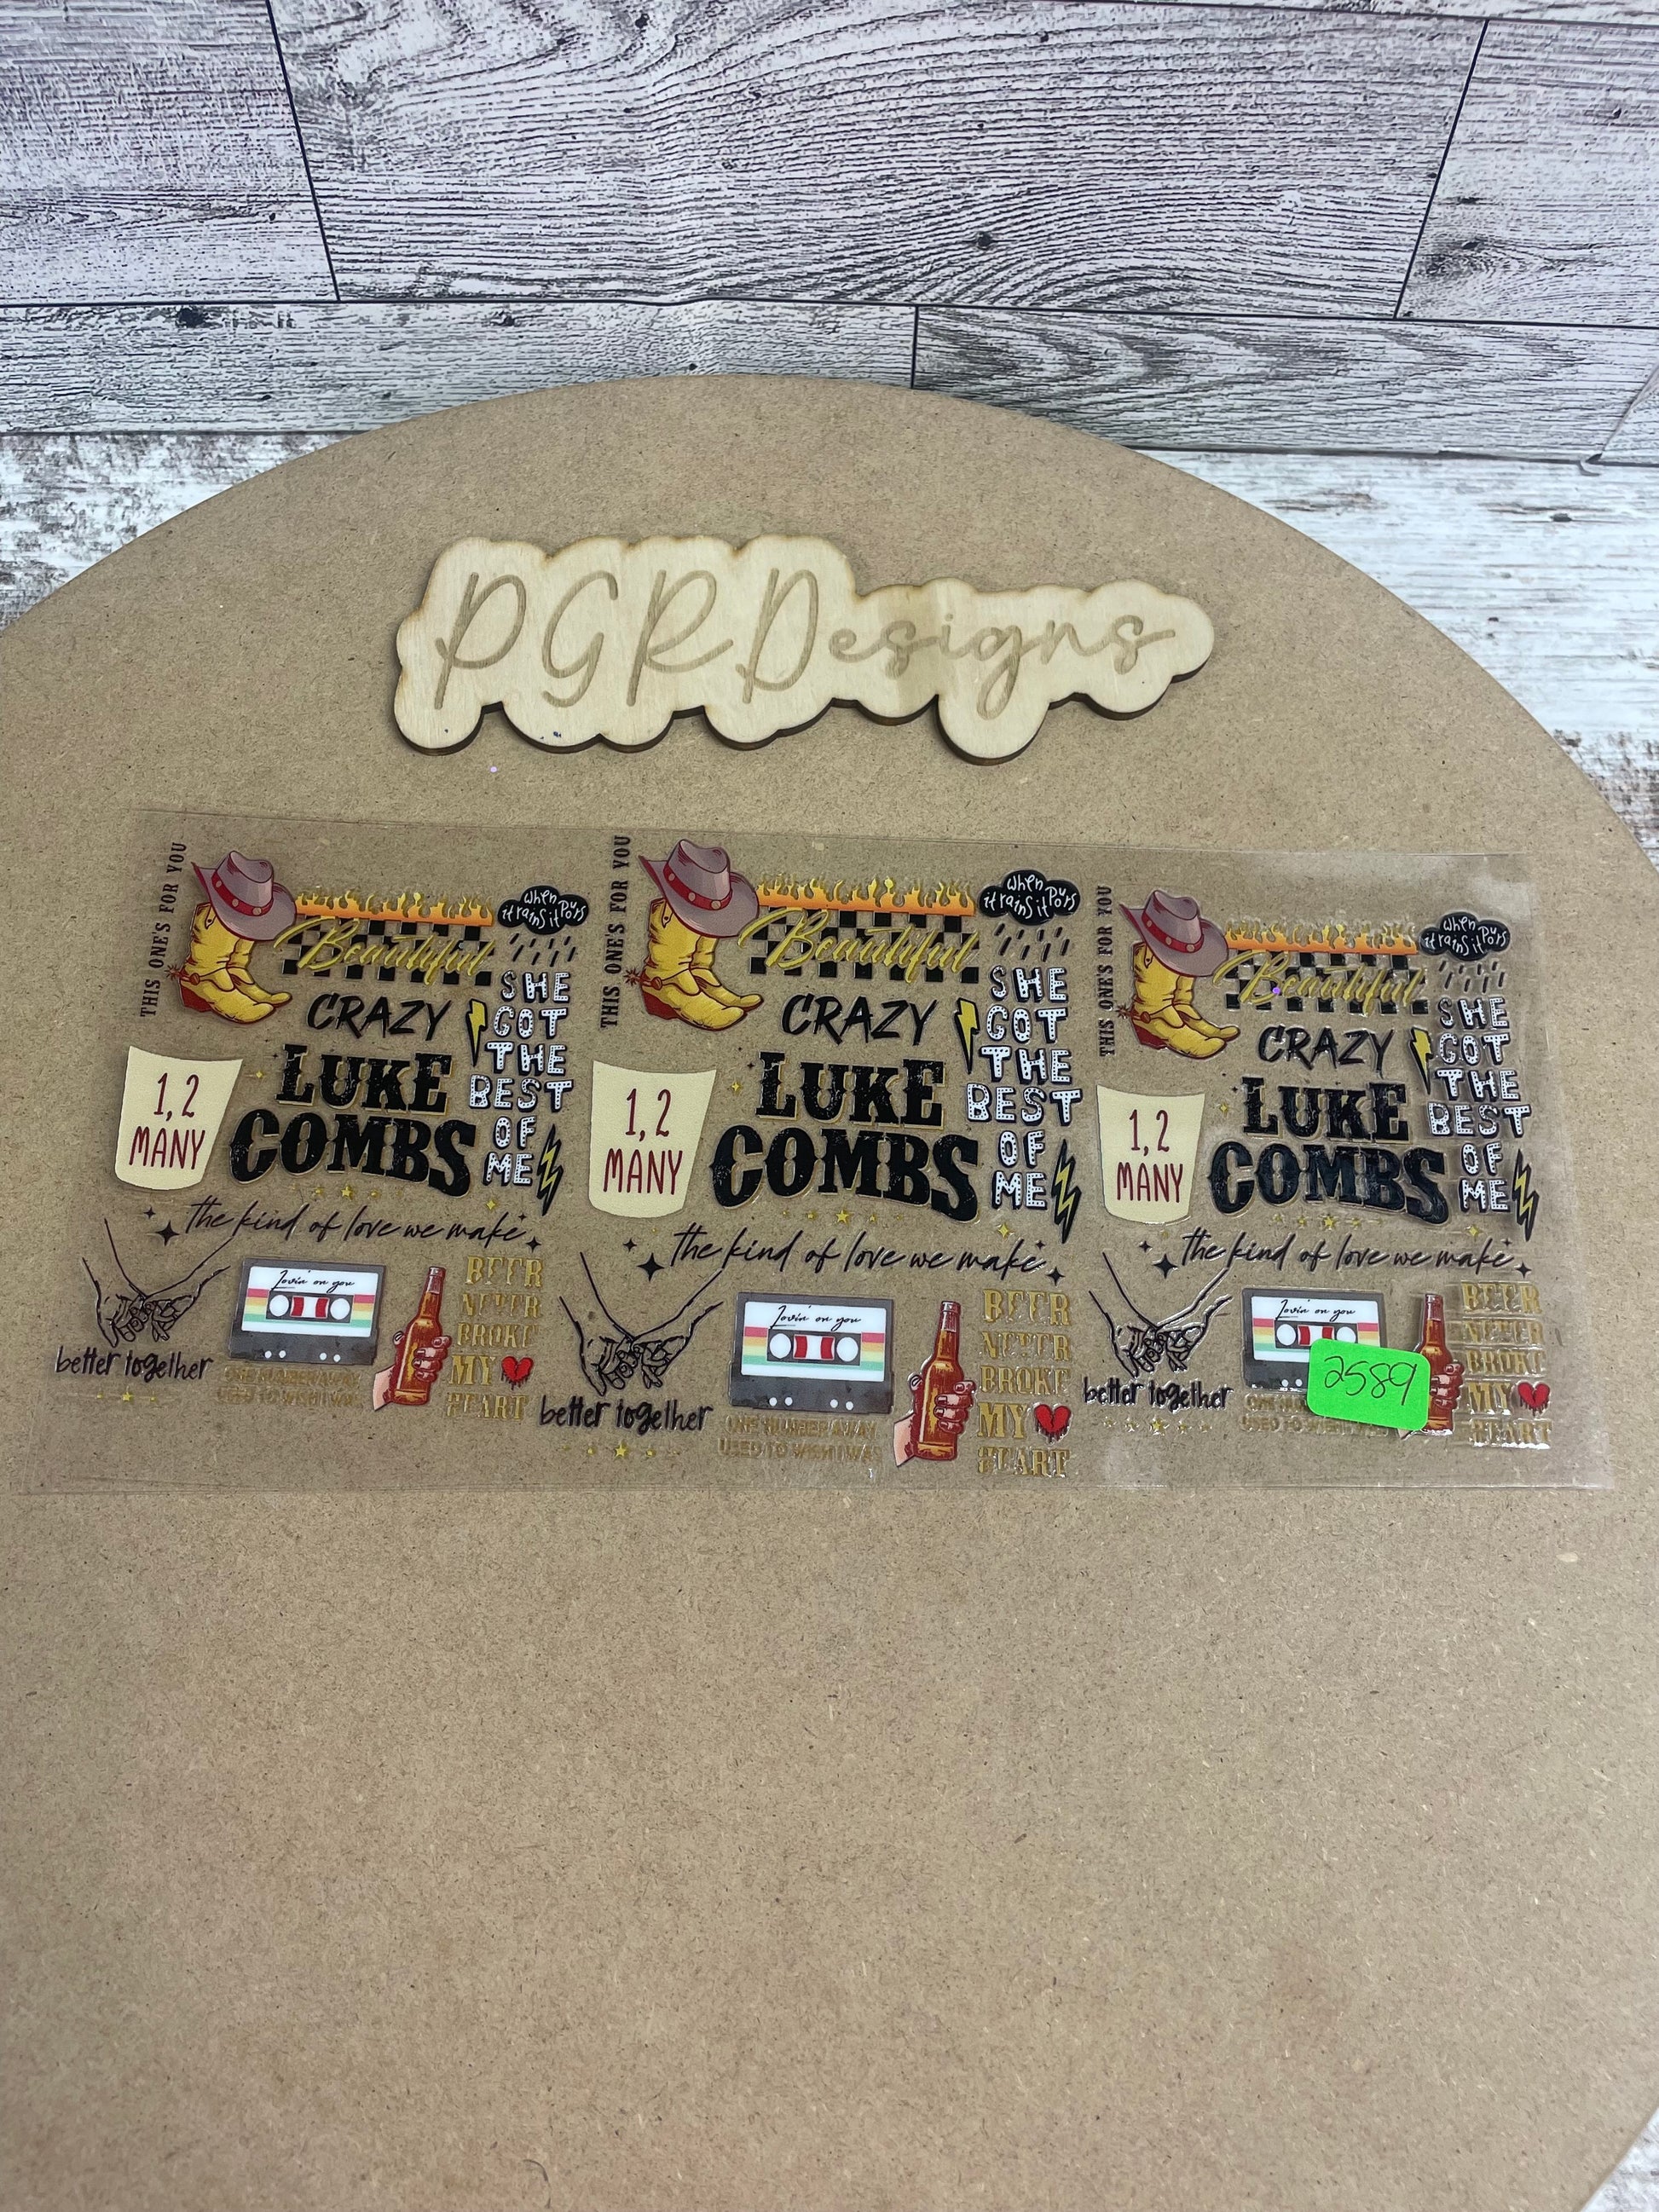 PGRDesigns
THIS ONE'S FOR YOU
Beautiful
CRAZY
when
it rains it pours
SHE
GOT
THE
BEST
OF
ME
1, 2
MANY
LUKE
COMBS
the kind of love we make
better together
Lovin' on you
ONE NUMBER AWAY
USED TO WISH I WAS
BEER
NEVER
BROKE
MY
HEART
THIS ONE'S FOR YOU
Beautiful
CRAZY
when
it rains it pours
SHE
GOT
THE
BEST
OF
ME
1, 2
MANY
LUKE
COMBS
the kind of love we make
better together
Lovin' on you
ONE NUMBER AWAY
USED TO WISH I WAS
BEER
NEVER
BROKE
MY
HEART
THIS ONE'S FOR YOU
Beautiful
CRAZY
when
it rains it pours
SHE
GOT
THE
BEST
OF
ME
1, 2
MANY
LUKE
COMBS
the kind of love we make
better together
Lovin' on you
2589
BEER
NEVER
BROKE
MY
HEART